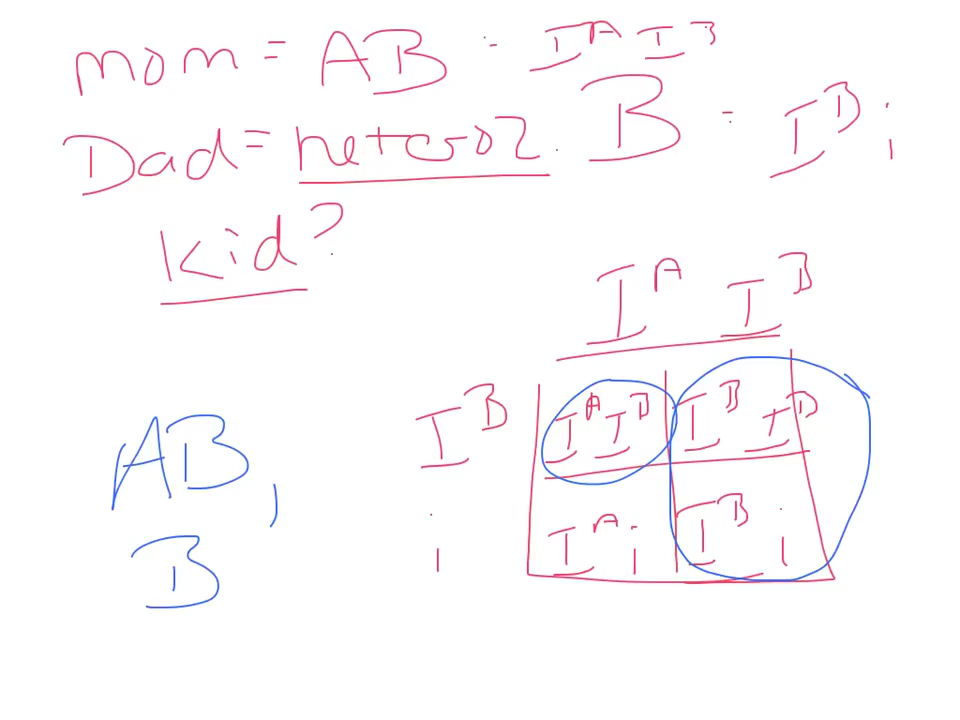 mom = AB - I^A I^B
Dad = heteroz. B = I^B i
kid?
I^A I^B
I^B I^A I^B I^B I^B
i I^A i I^B i
AB,
B